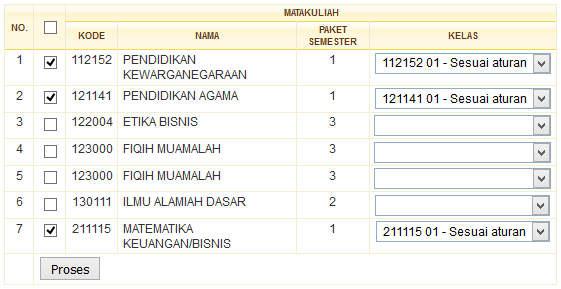 MATAKULIAH
NO. KODE NAMA PAKET SEMESTER KELAS
1 112152 PENDIDIKAN KEWARGANEGARAAN 1 112152 01 - Sesuai aturan
2 121141 PENDIDIKAN AGAMA 1 121141 01 - Sesuai aturan
3 122004 ETIKA BISNIS 3
4 123000 FIQIH MUAMALAH 3
5 123000 FIQIH MUAMALAH 3
6 130111 ILMU ALAMIAH DASAR 2
7 211115 MATEMATIKA KEUANGAN/BISNIS 1 211115 01 - Sesuai aturan
Proses